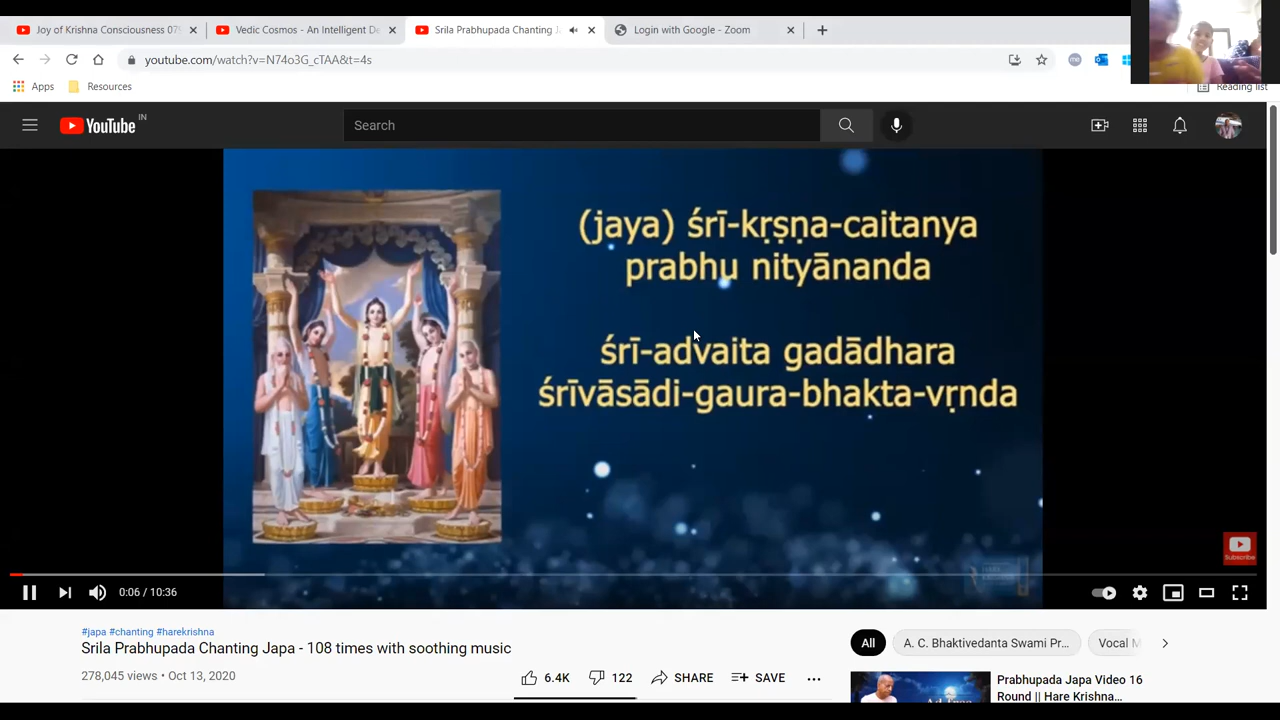 Joy of Krishna Consciousness 07
Vedic Cosmos - An Intelligent De
Srila Prabhupada Chanting Ja
Login with Google - Zoom
youtube.com/watch?v=N74o3G_cTAA&t=4s
Apps
Resources
Reading list
YouTube IN
Search
(jaya) śrī-kṛṣṇa-caitanya
prabhu nityānanda
śrī-advaita gadādhara
śrīvāsādi-gaura-bhakta-vṛnda
Subscribe
0:06 / 10:36
#japa #chanting #harekrishna
Srila Prabhupada Chanting Japa - 108 times with soothing music
278,045 views • Oct 13, 2020
6.4K
122
SHARE
SAVE
All
A. C. Bhaktivedanta Swami Pr...
Vocal M
Prabhupada Japa Video 16
Round || Hare Krishna...